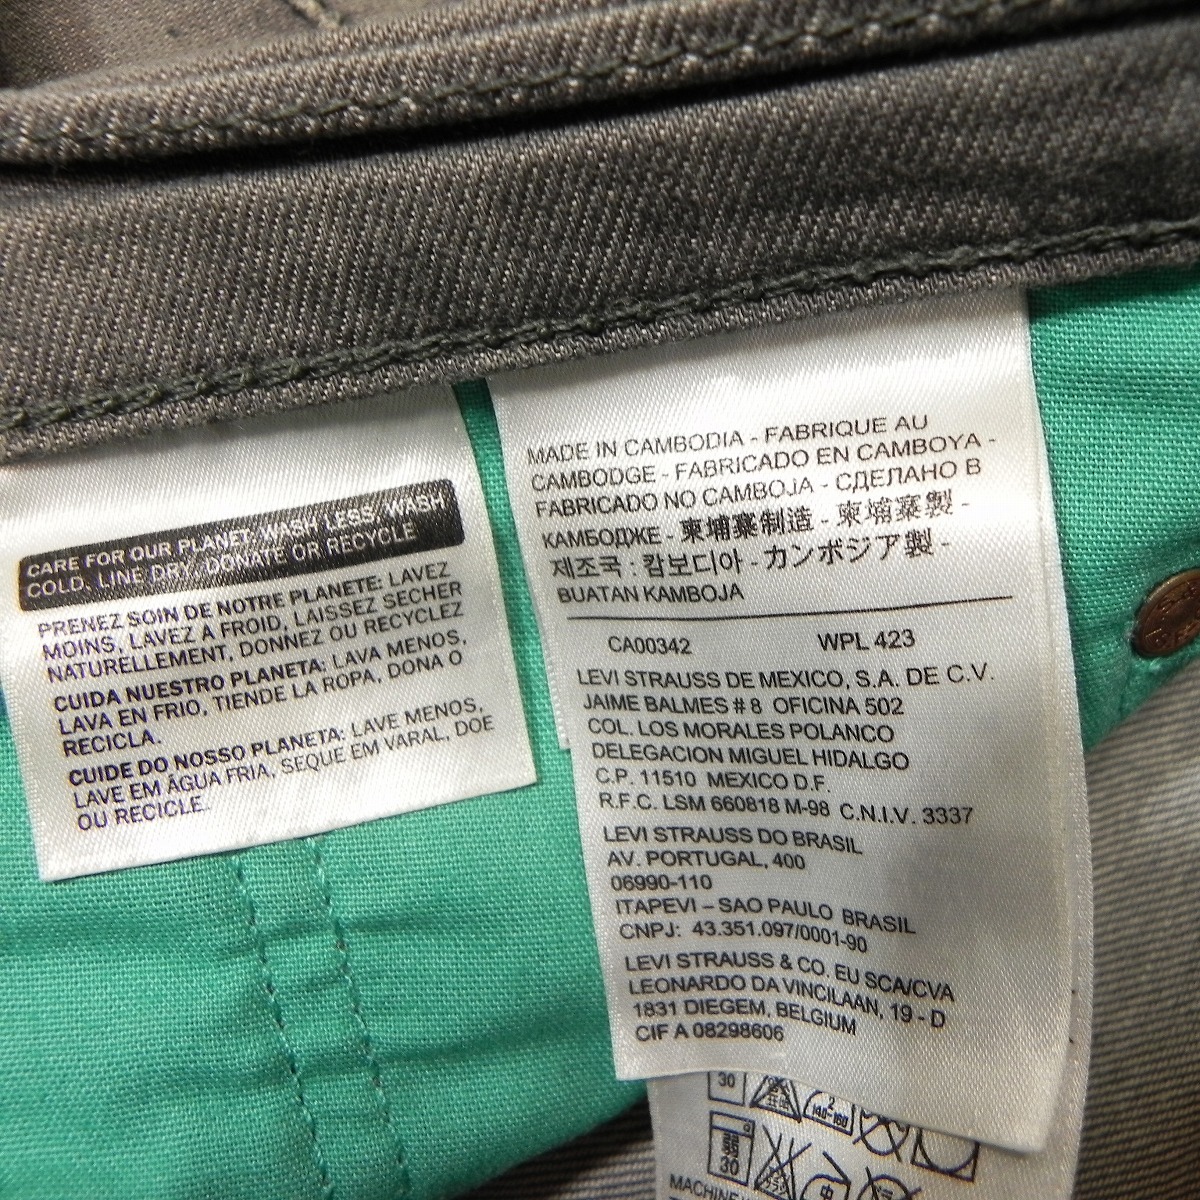 CARE FOR OUR PLANET: WASH LESS, WASH
COLD, LINE DRY, DONATE OR RECYCLE
PRENEZ SOIN DE NOTRE PLANETE: LAVEZ
MOINS, LAVEZ A FROID, LAISSEZ SECHER
NATURELLEMENT, DONNEZ OU RECYCLEZ
CUIDA NUESTRO PLANETA: LAVA MENOS,
LAVA EN FRIO, TIENDE LA ROPA, DONA O
RECICLA.
CUIDE DO NOSSO PLANETA: LAVE MENOS,
LAVE EM ÁGUA FRIA, SEQUE EM VARAL, DOE
OU RECICLE.
MADE IN CAMBODIA - FABRIQUE AU
CAMBODGE - FABRICADO EN CAMBOYA -
FABRICADO NO CAMBOJA - СДЕЛАНО В
КАМБОДЖЕ - 柬埔寨制造 - 柬埔寨製 -
제조국 : 캄보디아 - カンボジア製 -
BUATAN KAMBOJA
CA00342 WPL 423
LEVI STRAUSS DE MEXICO, S.A. DE C.V.
JAIME BALMES # 8 OFICINA 502
COL. LOS MORALES POLANCO
DELEGACION MIGUEL HIDALGO
C.P. 11510 MEXICO D.F.
R.F.C. LSM 660818 M-98 C.N.I.V. 3337
LEVI STRAUSS DO BRASIL
AV. PORTUGAL, 400
06990-110
ITAPEVI – SAO PAULO BRASIL
CNPJ: 43.351.097/0001-90
LEVI STRAUSS & CO. EU SCA/CVA
LEONARDO DA VINCILAAN, 19 - D
1831 DIEGEM, BELGIUM
CIF A 08298606
30
2
140-160
30
MACHINE